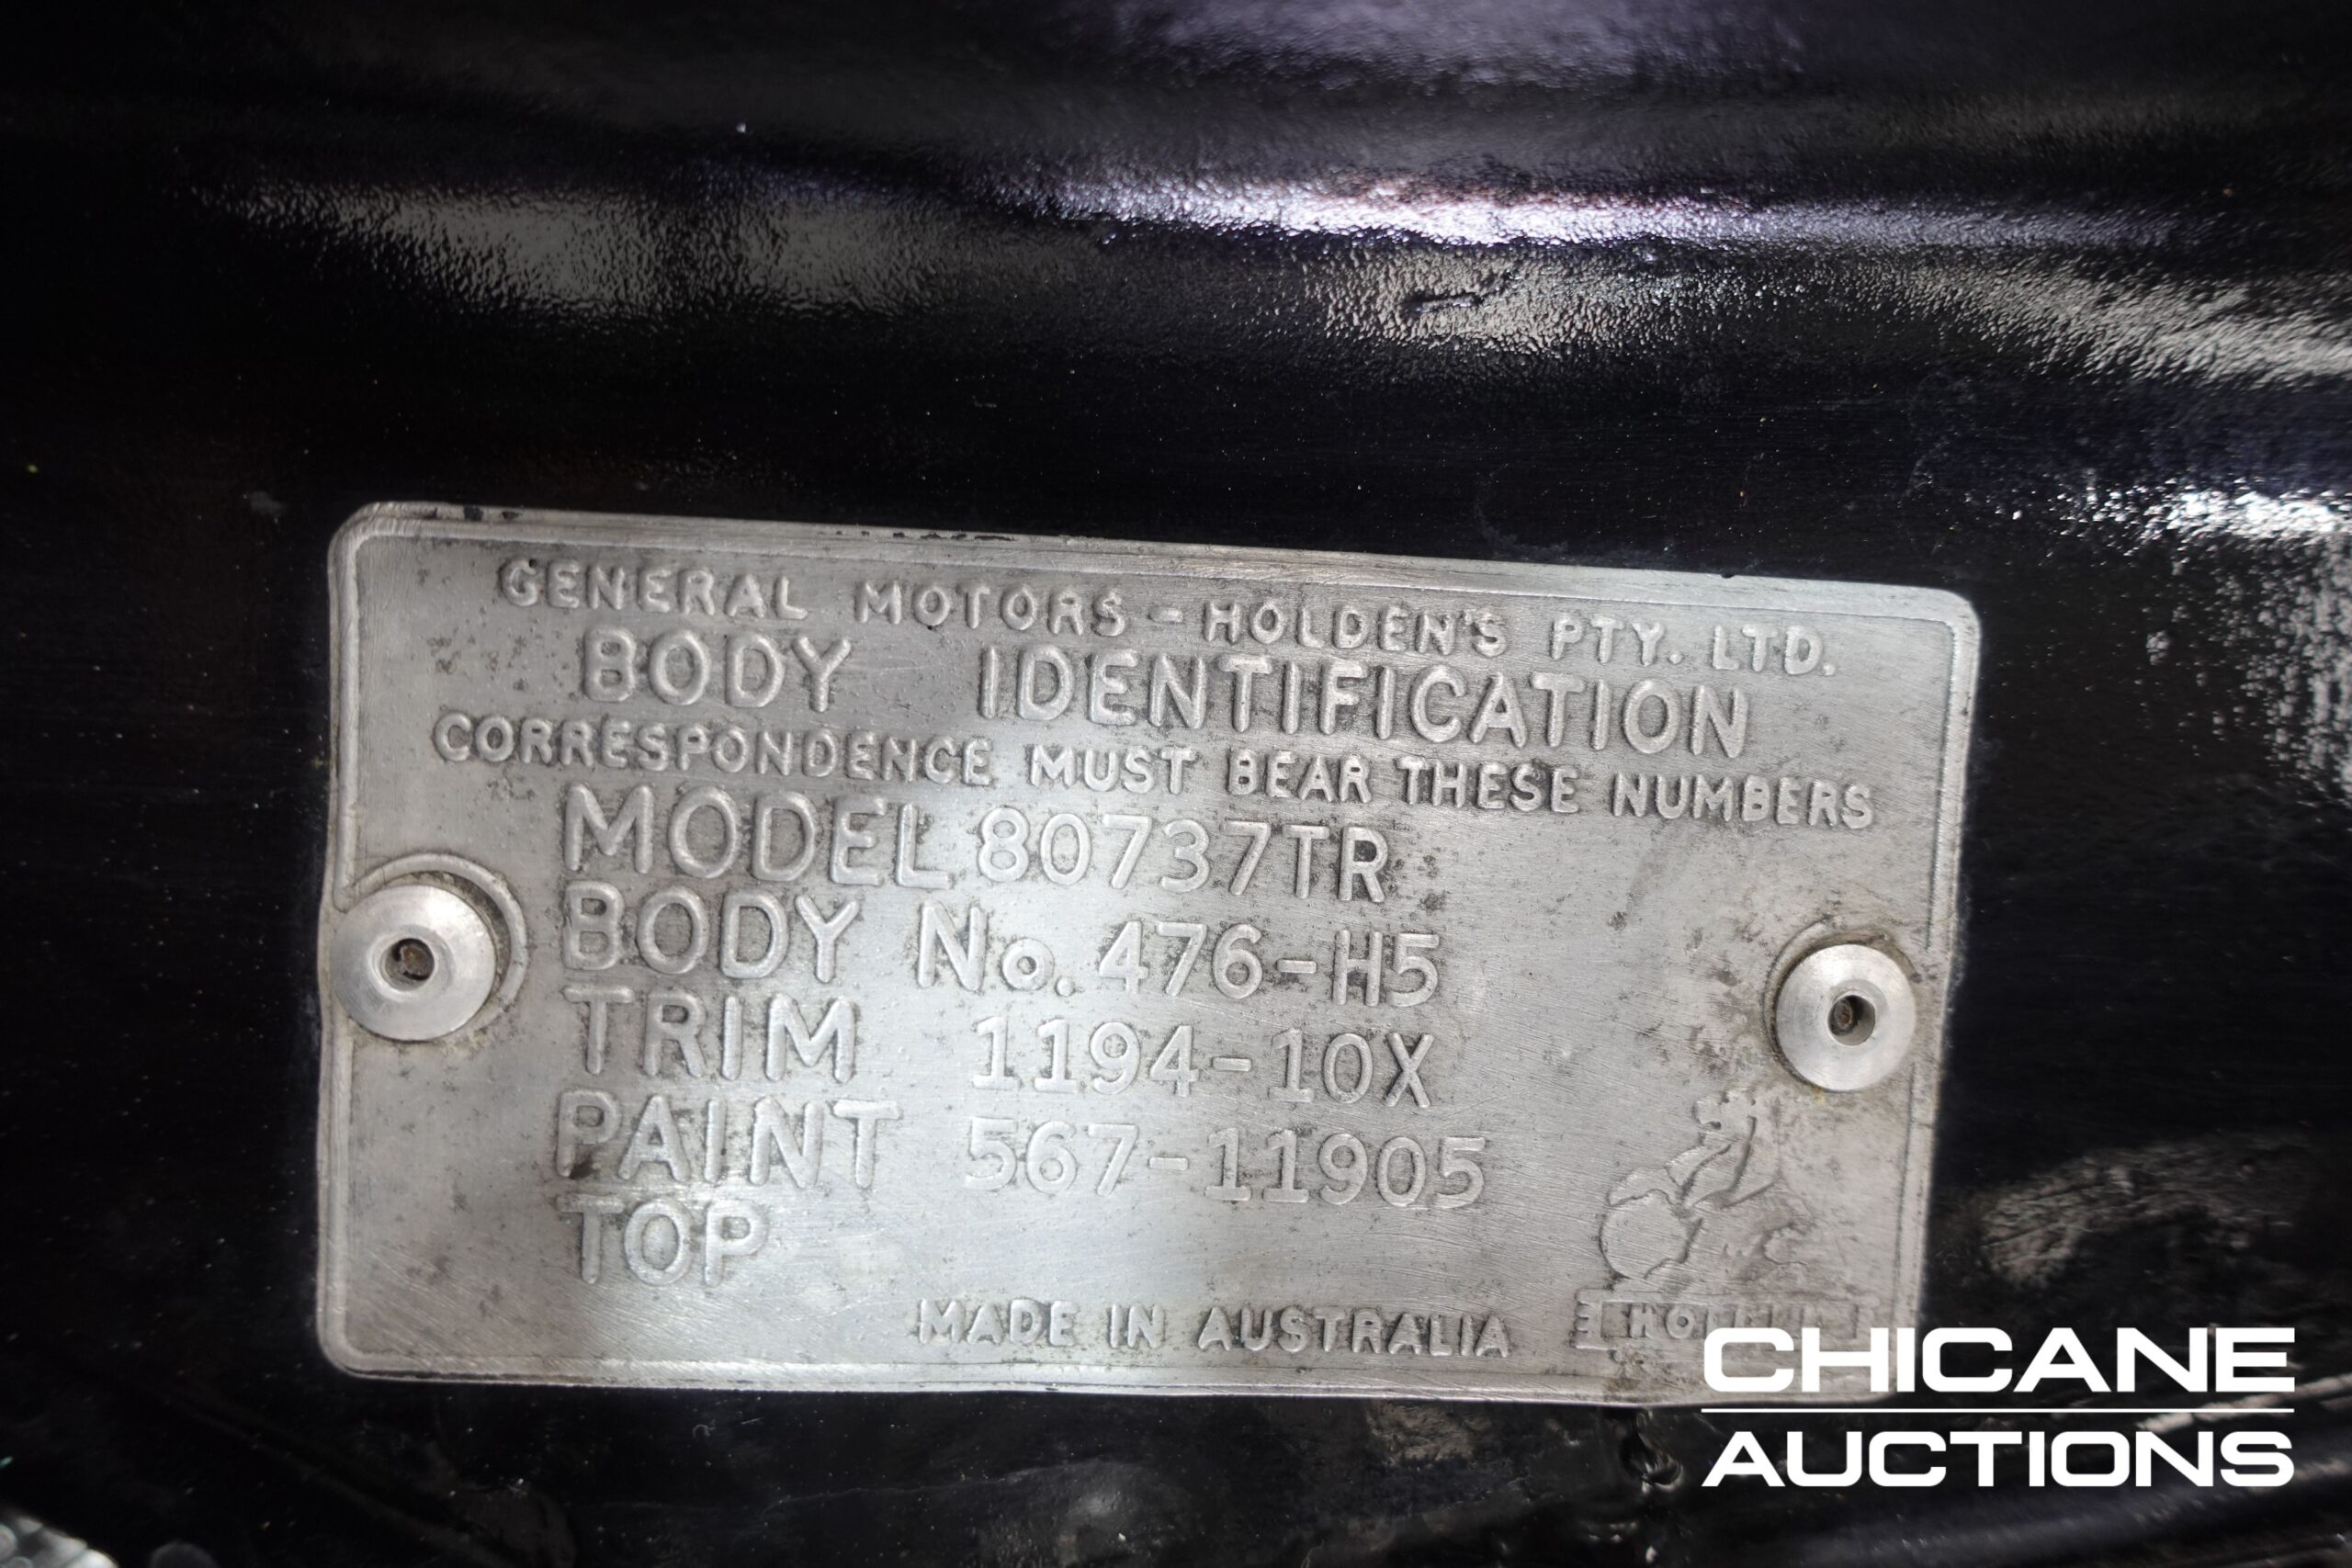 GENERAL MOTORS - HOLDEN'S PTY. LTD.
BODY IDENTIFICATION
CORRESPONDENCE MUST BEAR THESE NUMBERS
MODEL 80737TR
BODY No. 476-H5
TRIM 1194-10X
PAINT 567-11905
TOP
MADE IN AUSTRALIA
CHICANE
AUCTIONS